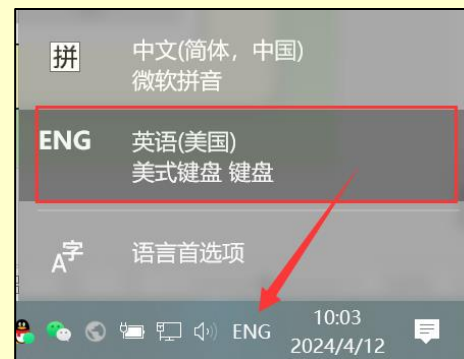 拼
中文(简体，中国)
微软拼音
ENG
英语(美国)
美式键盘 键盘
A字
语言首选项
ENG
10:03
2024/4/12